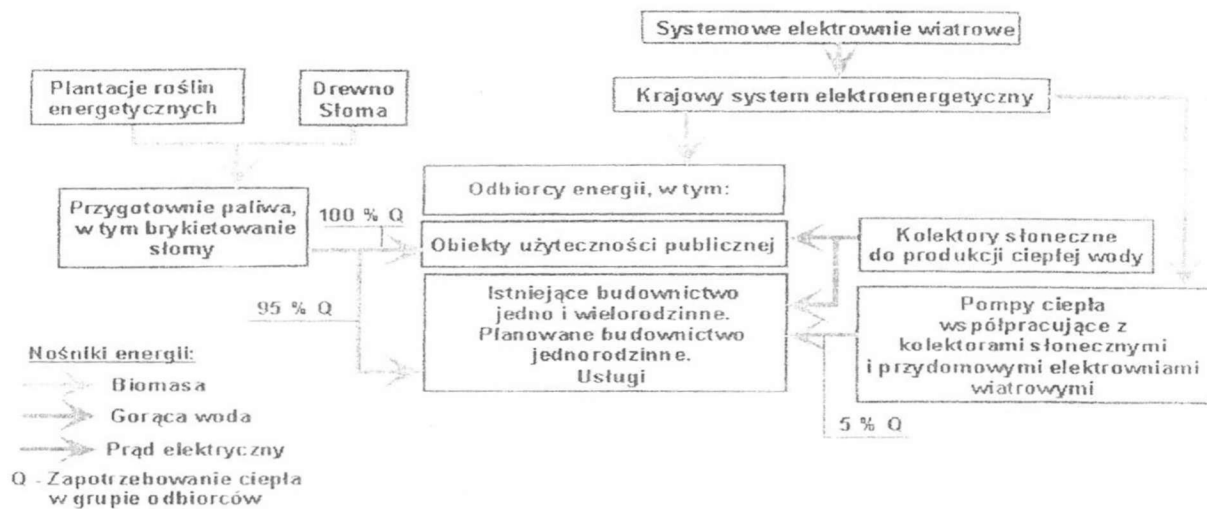 Systemowe elektrownie wiatrowe
Plantacje roślin
energetycznych
Drewno
Słoma
Krajowy system elektroenergetyczny
Przygotownie paliwa,
w tym brykietowanie
słomy
100 % Q
Odbiorcy energii, w tym:
Obiekty użyteczności publicznej
Kolektory słoneczne
do produkcji ciepłej wody
95 % Q
Istniejące budownictwo
jedno i wielorodzinne.
Planowane budownictwo
jednorodzinne.
Usługi
Pompy ciepła
współpracujące z
kolektorami słonecznymi
i przydomowymi elektrowniami
wiatrowymi
5 % Q
Nośniki energii:
Biomasa
Gorąca woda
Prąd elektryczny
Q - Zapotrzebowanie ciepła
w grupie odbiorców